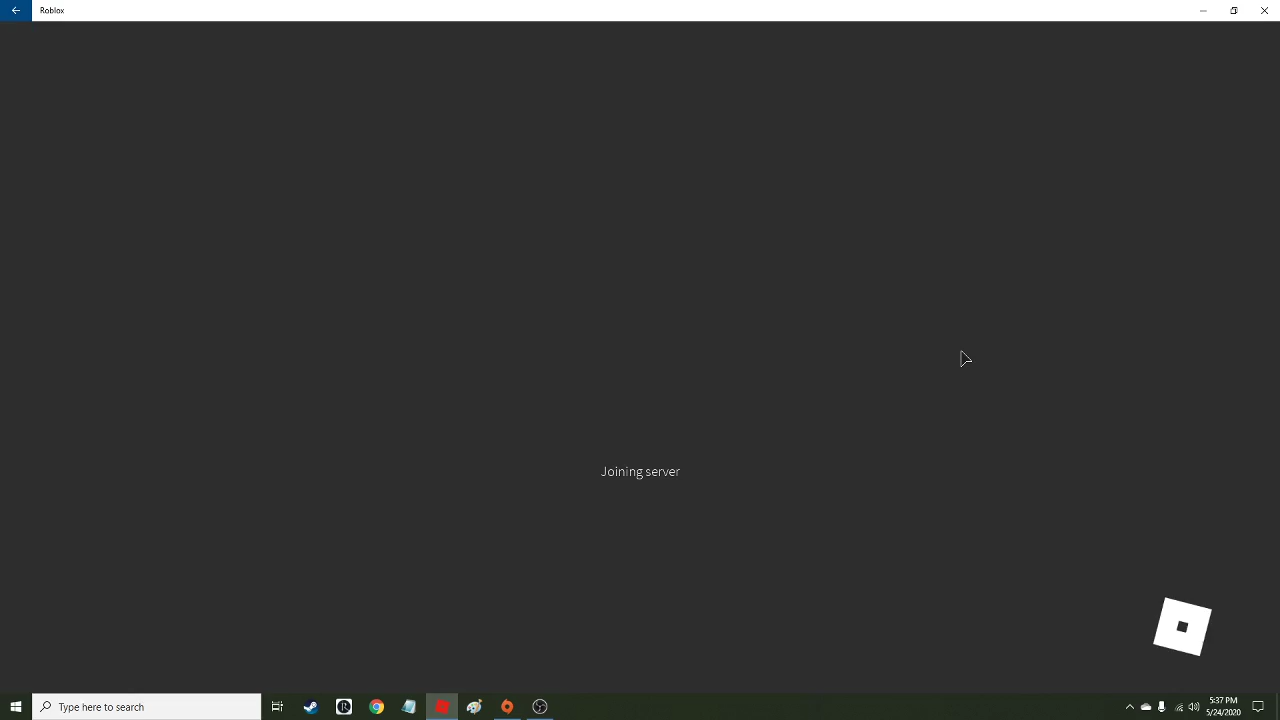 Roblox
Joining server
Type here to search
5:37 PM
5/24/2020